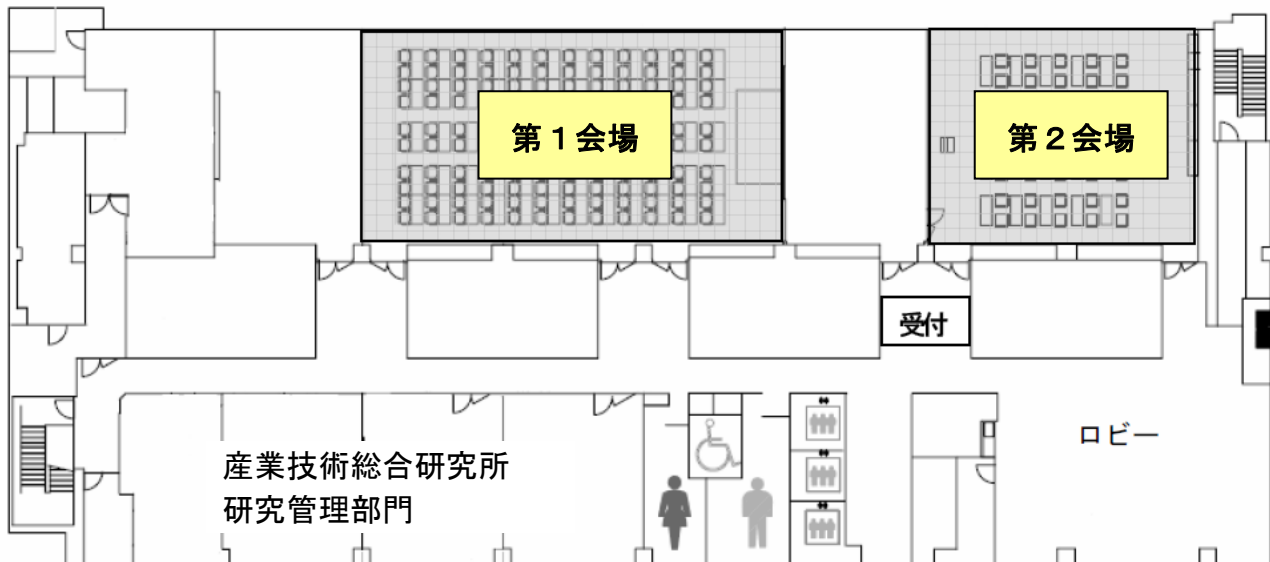 第１会場
第２会場
受付
ロビー
産業技術総合研究所
研究管理部門